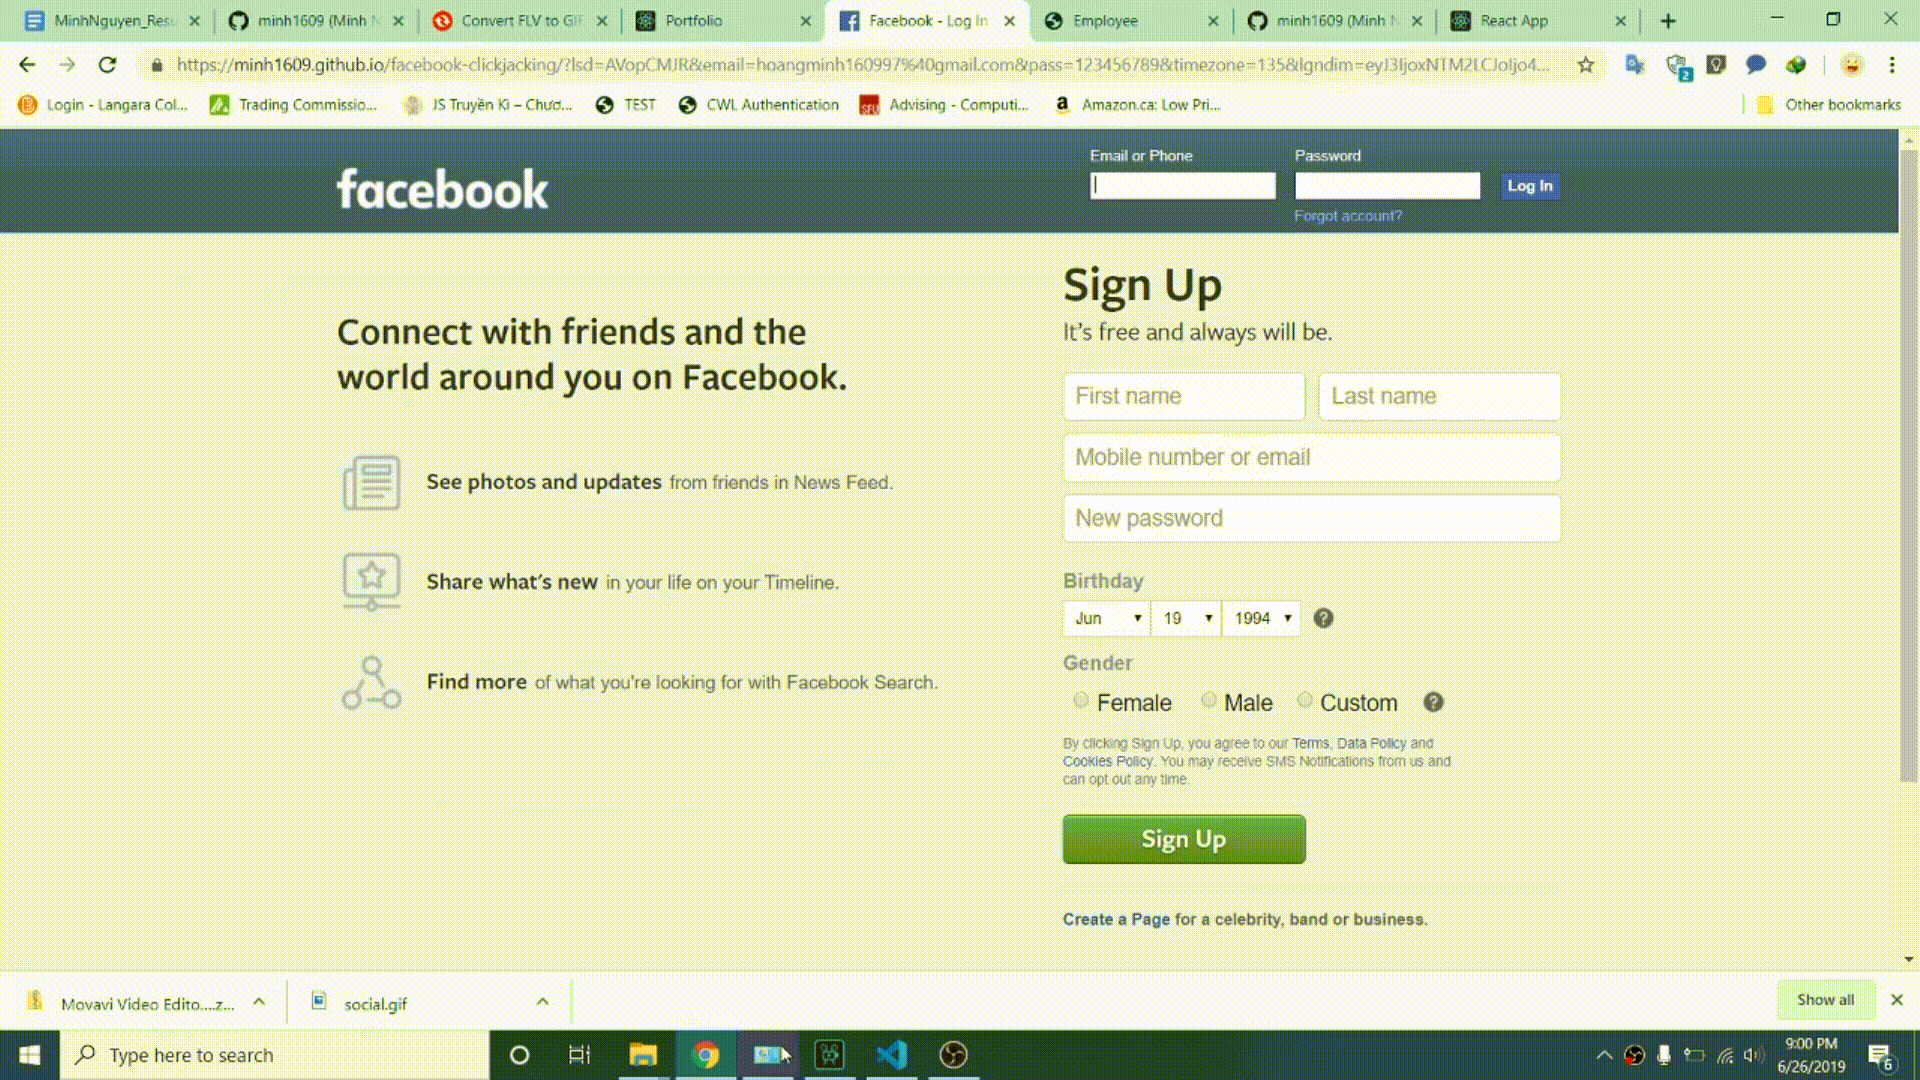 MinhNguyen_Resu
minh1609 (Minh N
Convert FLV to GIF
Portfolio
Facebook - Log In
Employee
minh1609 (Minh N
React App
https://minh1609.github.io/facebook-clickjacking/?lsd=AVopCMJR&email=hoangminh160997%40gmail.com&pass=123456789&timezone=135&lgndim=eyJ3IjoxNTM2LCJoIjo4...
2
Login - Langara Col...
Trading Commissio...
JS Truyền Kì – Chươ...
TEST
CWL Authentication
SFU
Advising - Computi...
a
Amazon.ca: Low Pri...
Other bookmarks
facebook
Email or Phone
Password
Log In
Forgot account?
Sign Up
It's free and always will be.
Connect with friends and the
world around you on Facebook.
First name
Last name
Mobile number or email
New password
See photos and updates from friends in News Feed.
Share what's new in your life on your Timeline.
Find more of what you're looking for with Facebook Search.
Birthday
Jun
19
1994
?
Gender
Female
Male
Custom
?
By clicking Sign Up, you agree to our Terms, Data Policy and
Cookies Policy. You may receive SMS Notifications from us and
can opt out any time.
Sign Up
Create a Page for a celebrity, band or business.
Movavi Video Edito....z...
social.gif
Show all
Type here to search
9:00 PM
6/26/2019
6